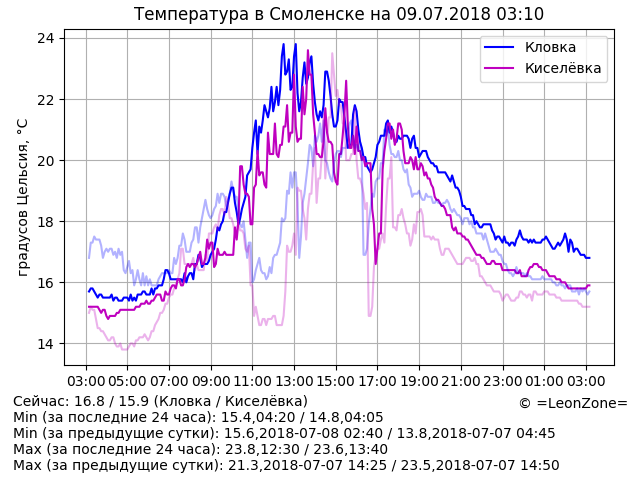 Температура в Смоленске на 09.07.2018 03:10
Кловка
Киселёвка
градусов Цельсия, °C
24
22
20
18
16
14
03:00 05:00 07:00 09:00 11:00 13:00 15:00 17:00 19:00 21:00 23:00 01:00 03:00
Сейчас: 16.8 / 15.9 (Кловка / Киселёвка)
© =LeonZone=
Min (за последние 24 часа): 15.4,04:20 / 14.8,04:05
Min (за предыдущие сутки): 15.6,2018-07-08 02:40 / 13.8,2018-07-07 04:45
Max (за последние 24 часа): 23.8,12:30 / 23.6,13:40
Max (за предыдущие сутки): 21.3,2018-07-07 14:25 / 23.5,2018-07-07 14:50